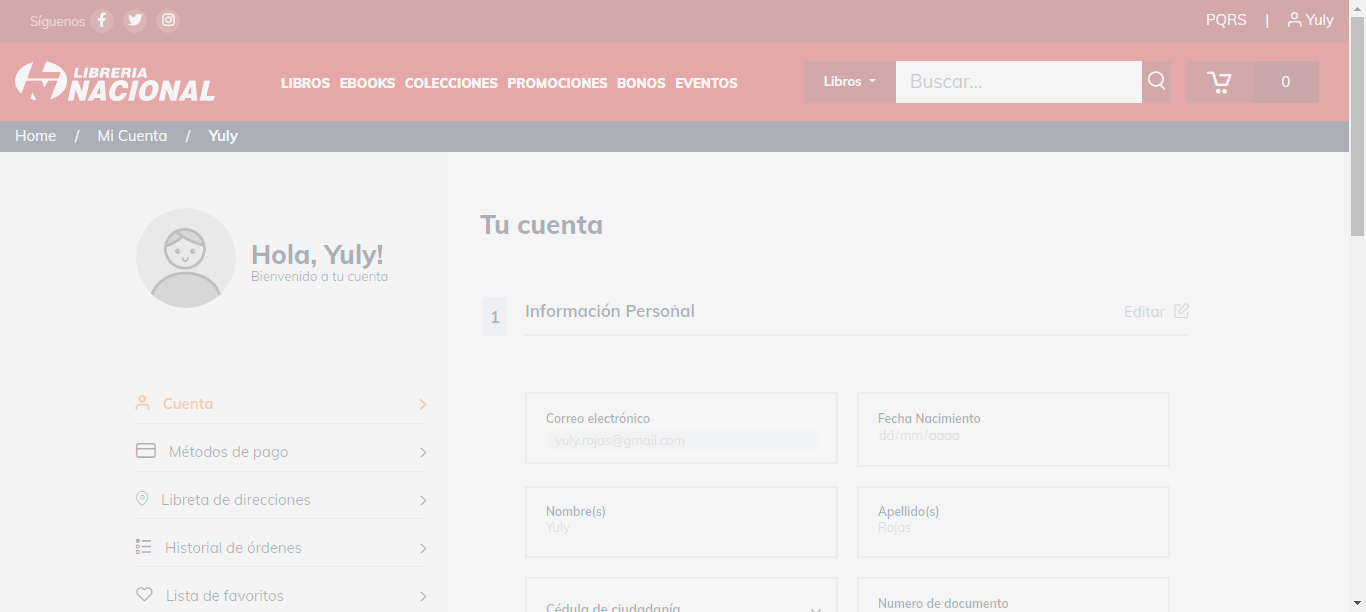 Síguenos
PQRS | Yuly
LIBRERIA
NACIONAL
LIBROS EBOOKS COLECCIONES PROMOCIONES BONOS EVENTOS
Libros
Buscar...
0
Home / Mi Cuenta / Yuly
Hola, Yuly!
Bienvenido a tu cuenta
Cuenta
Métodos de pago
Libreta de direcciones
Historial de órdenes
Lista de favoritos
Tu cuenta
1 Información Personal
Editar
Correo electrónico
yuly.rojas@gmail.com
Fecha Nacimiento
dd/mm/aaaa
Nombre(s)
Yuly
Apellido(s)
Rojas
Cédula de ciudadanía
Numero de documento